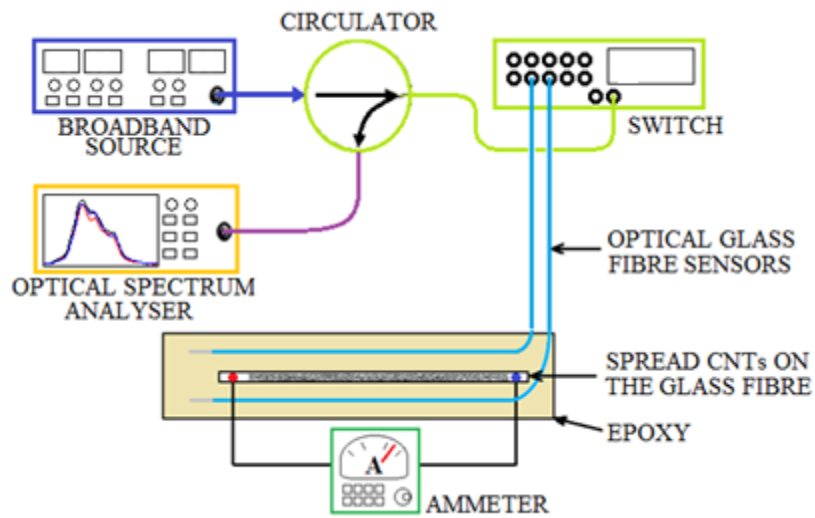 CIRCULATOR
BROADBAND
SOURCE
SWITCH
OPTICAL SPECTRUM
ANALYSER
OPTICAL GLASS
FIBRE SENSORS
SPREAD CNTs ON
THE GLASS FIBRE
EPOXY
A
AMMETER